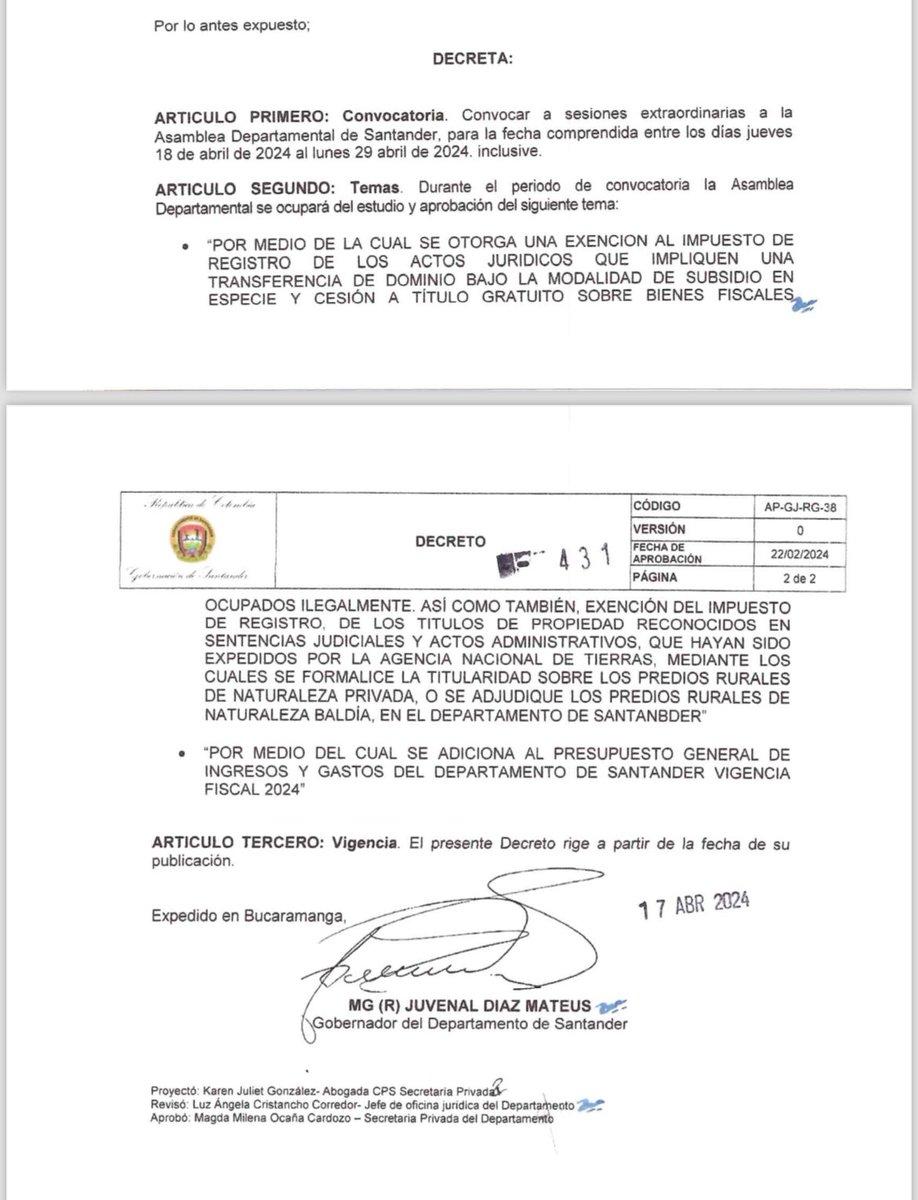 Por lo antes expuesto;
DECRETA:
ARTICULO PRIMERO: Convocatoria. Convocar a sesiones extraordinarias a la
Asamblea Departamental de Santander, para la fecha comprendida entre los días jueves
18 de abril de 2024 al lunes 29 abril de 2024. inclusive.
ARTICULO SEGUNDO: Temas. Durante el periodo de convocatoria la Asamblea
Departamental se ocupará del estudio y aprobación del siguiente tema:
• “POR MEDIO DE LA CUAL SE OTORGA UNA EXENCION AL IMPUESTO DE
REGISTRO DE LOS ACTOS JURIDICOS QUE IMPLIQUEN UNA
TRANSFERENCIA DE DOMINIO BAJO LA MODALIDAD DE SUBSIDIO EN
ESPECIE Y CESIÓN A TÍTULO GRATUITO SOBRE BIENES FISCALES
República de Colombia
Gobernación de Santander
DECRETO
431
CÓDIGO AP-GJ-RG-38
VERSIÓN 0
FECHA DE
APROBACIÓN 22/02/2024
PÁGINA 2 de 2
OCUPADOS ILEGALMENTE. ASÍ COMO TAMBIÉN, EXENCIÓN DEL IMPUESTO
DE REGISTRO, DE LOS TITULOS DE PROPIEDAD RECONOCIDOS EN
SENTENCIAS JUDICIALES Y ACTOS ADMINISTRATIVOS, QUE HAYAN SIDO
EXPEDIDOS POR LA AGENCIA NACIONAL DE TIERRAS, MEDIANTE LOS
CUALES SE FORMALICE LA TITULARIDAD SOBRE LOS PREDIOS RURALES
DE NATURALEZA PRIVADA, O SE ADJUDIQUE LOS PREDIOS RURALES DE
NATURALEZA BALDÍA, EN EL DEPARTAMENTO DE SANTANBDER”
• “POR MEDIO DEL CUAL SE ADICIONA AL PRESUPUESTO GENERAL DE
INGRESOS Y GASTOS DEL DEPARTAMENTO DE SANTANDER VIGENCIA
FISCAL 2024”
ARTICULO TERCERO: Vigencia. El presente Decreto rige a partir de la fecha de su
publicación.
17 ABR 2024
Expedido en Bucaramanga,
MG (R) JUVENAL DIAZ MATEUS
Gobernador del Departamento de Santander
Proyectó: Karen Juliet González- Abogada CPS Secretaria Privada
Revisó: Luz Ángela Cristancho Corredor- Jefe de oficina jurídica del Departamento
Aprobó: Magda Milena Ocaña Cardozo – Secretaria Privada del Departamento